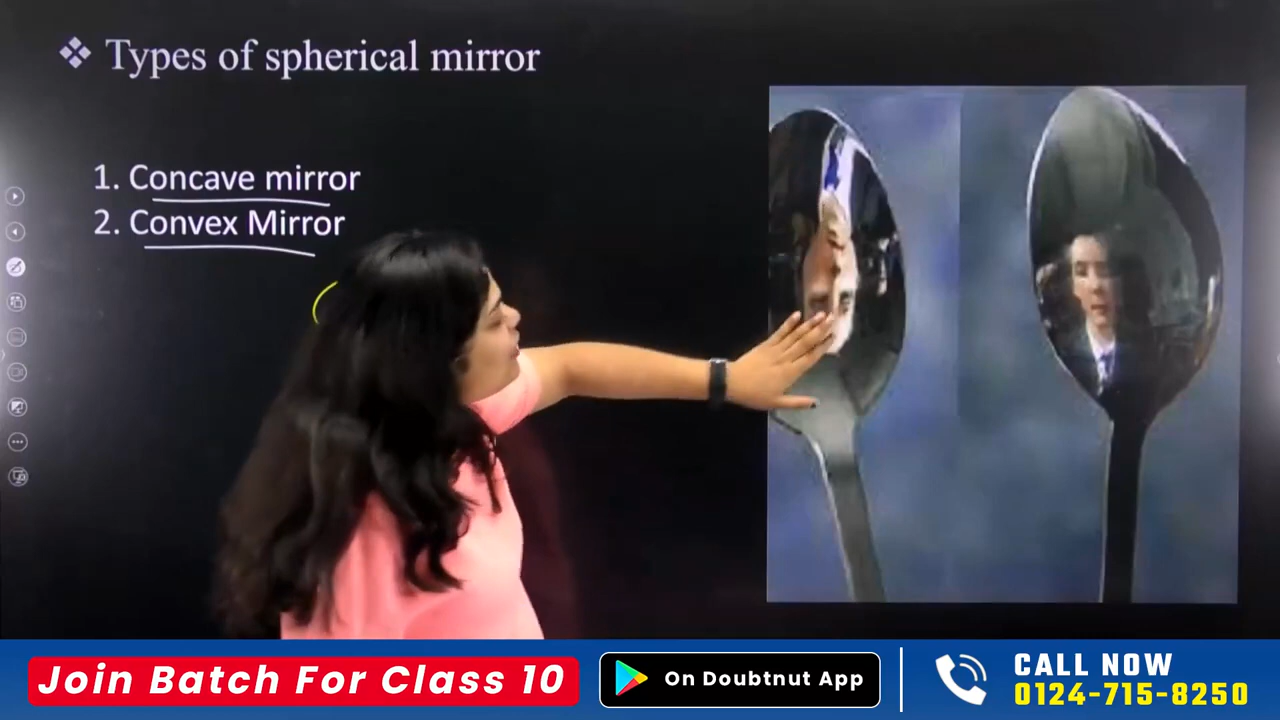 ❖ Types of spherical mirror
1. Concave mirror
2. Convex Mirror
Join Batch For Class 10
On Doubtnut App
CALL NOW
0124-715-8250